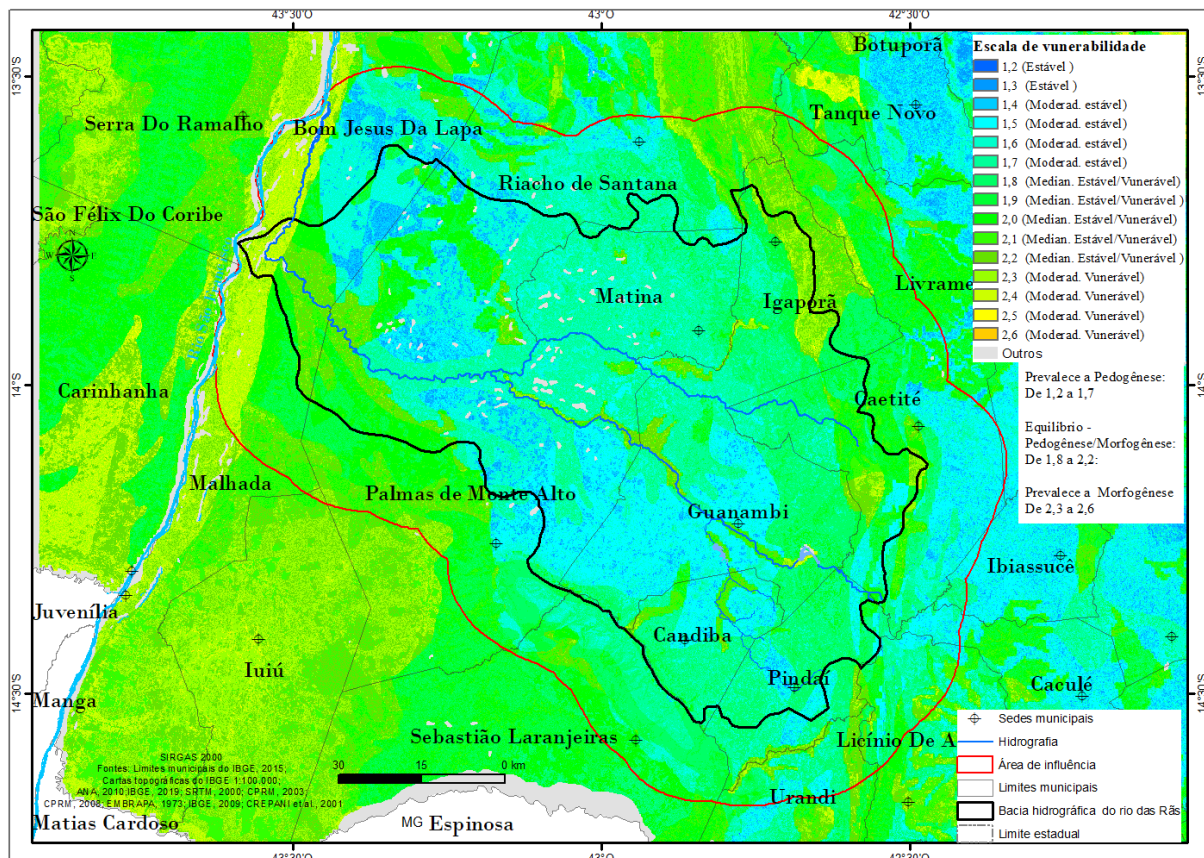 43°30'O
43°O
42°30'O
13°30'S
14°S
14°30'S
13°30'S
14°S
14°30'S
43°30'O
43°O
42°30'O
Botuporã
Tanque Novo
Serra Do Ramalho
Bom Jesus Da Lapa
Riacho de Santana
São Félix Do Coribe
N
W
E
S
Matina
Igaporã
Livrame
Carinhanha
Caetité
Malhada
Palmas de Monte Alto
Guanambi
Ibiassucê
Juvenília
Candiba
Iuiú
Pindaí
Caculé
Manga
Sebastião Laranjeiras
Licínio De A
Urandi
Matias Cardoso
MG Espinosa
Escala de vunerabilidade
1,2 (Estável )
1,3 (Estável )
1,4 (Moderad. estável)
1,5 (Moderad. estável)
1,6 (Moderad. estável)
1,7 (Moderad. estável)
1,8 (Median. Estável/Vunerável)
1,9 (Median. Estável/Vunerável)
2,0 (Median. Estável/Vunerável)
2,1 (Median. Estável/Vunerável)
2,2 (Median. Estável/Vunerável )
2,3 (Moderad. Vunerável)
2,4 (Moderad. Vunerável)
2,5 (Moderad. Vunerável)
2,6 (Moderad. Vunerável)
Outros
Prevalece a Pedogênese:
De 1,2 a 1,7
Equilibrio -
Pedogênese/Morfogênese:
De 1,8 a 2,2:
Prevalece a Morfogênese
De 2,3 a 2,6
Sedes municipais
Hidrografia
Área de influência
Limites municipais
Bacia hidrográfica do rio das Rãs
Limite estadual
SIRGAS 2000
Fontes: Limites municipais do IBGE, 2015;
Cartas topográficas do IBGE 1:100.000;
ANA, 2010;IBGE, 2019; SRTM, 2000; CPRM, 2003;
CPRM, 2008; EMBRAPA, 1973; IBGE, 2009; CREPANI et al., 2001
30
15
0 km